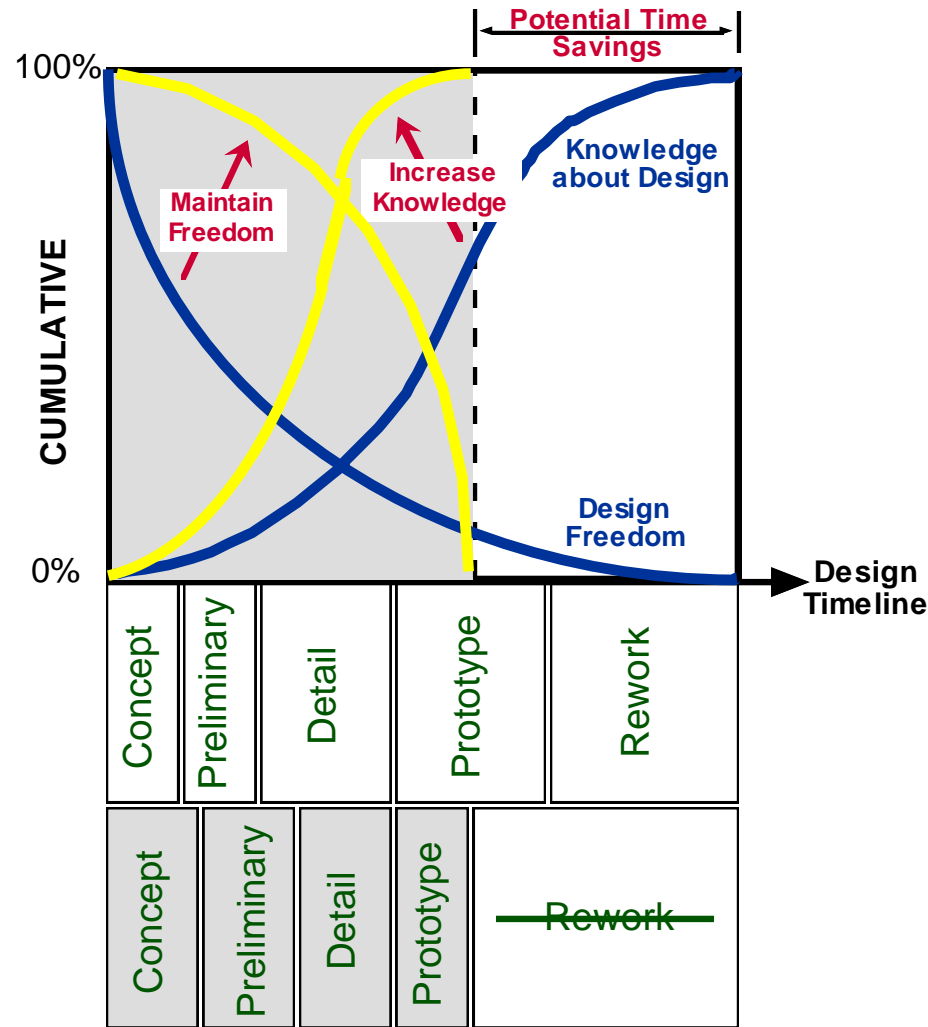 Potential Time
Savings
100%
Knowledge
about Design
Increase
Knowledge
Maintain
Freedom
CUMULATIVE
Design
Freedom
0%
Design
Timeline
Concept
Preliminary
Detail
Prototype
Rework
Concept
Preliminary
Detail
Prototype
Rework